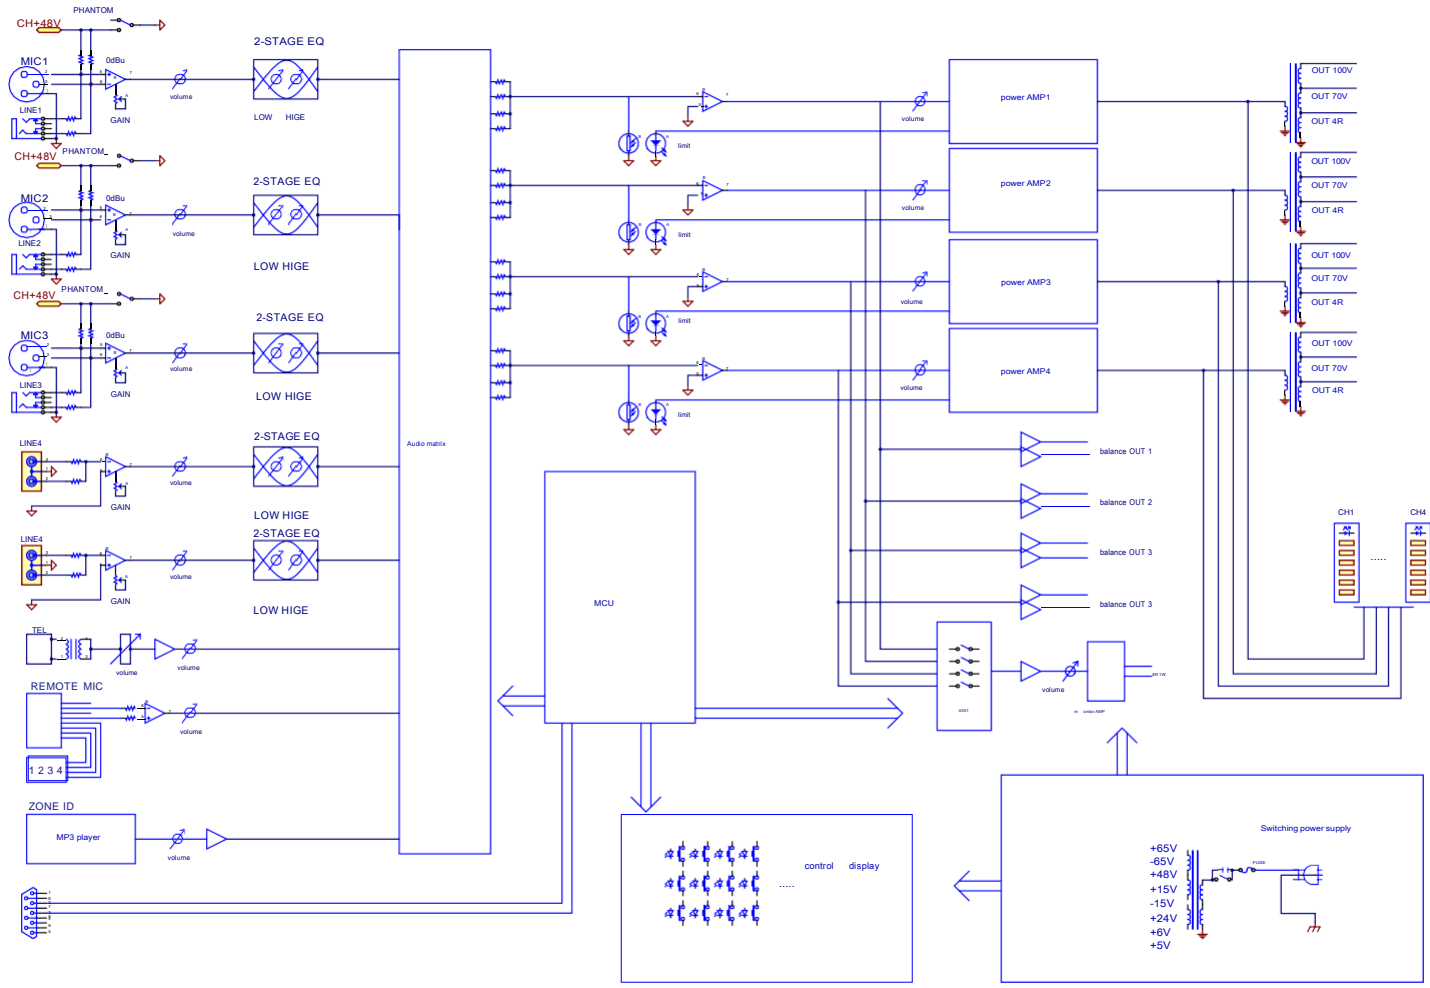 PHANTOM
CH+48V
MIC1
0dBu
volume
GAIN
LINE1
2-STAGE EQ
LOW HIGE
CH+48V
PHANTOM_
MIC2
0dBu
volume
GAIN
LINE2
2-STAGE EQ
LOW HIGE
CH+48V
PHANTOM_
MIC3
0dBu
volume
GAIN
LINE3
2-STAGE EQ
LOW HIGE
LINE4
volume
GAIN
2-STAGE EQ
LOW HIGE
LINE4
volume
GAIN
2-STAGE EQ
LOW HIGE
TEL
volume
volume
REMOTE MIC
volume
1 2 3 4
ZONE ID
MP3 player
volume
Audio matrix
limit
volume
power AMP1
OUT 100V
OUT 70V
OUT 4R
limit
volume
power AMP2
OUT 100V
OUT 70V
OUT 4R
limit
volume
power AMP3
OUT 100V
OUT 70V
OUT 4R
limit
volume
power AMP4
OUT 100V
OUT 70V
OUT 4R
balance OUT 1
balance OUT 2
balance OUT 3
balance OUT 3
MCU
volume
CH1
.....
CH4
control display
.....
Switching power supply
+65V
-65V
+48V
+15V
-15V
+24V
+6V
+5V
FUSE